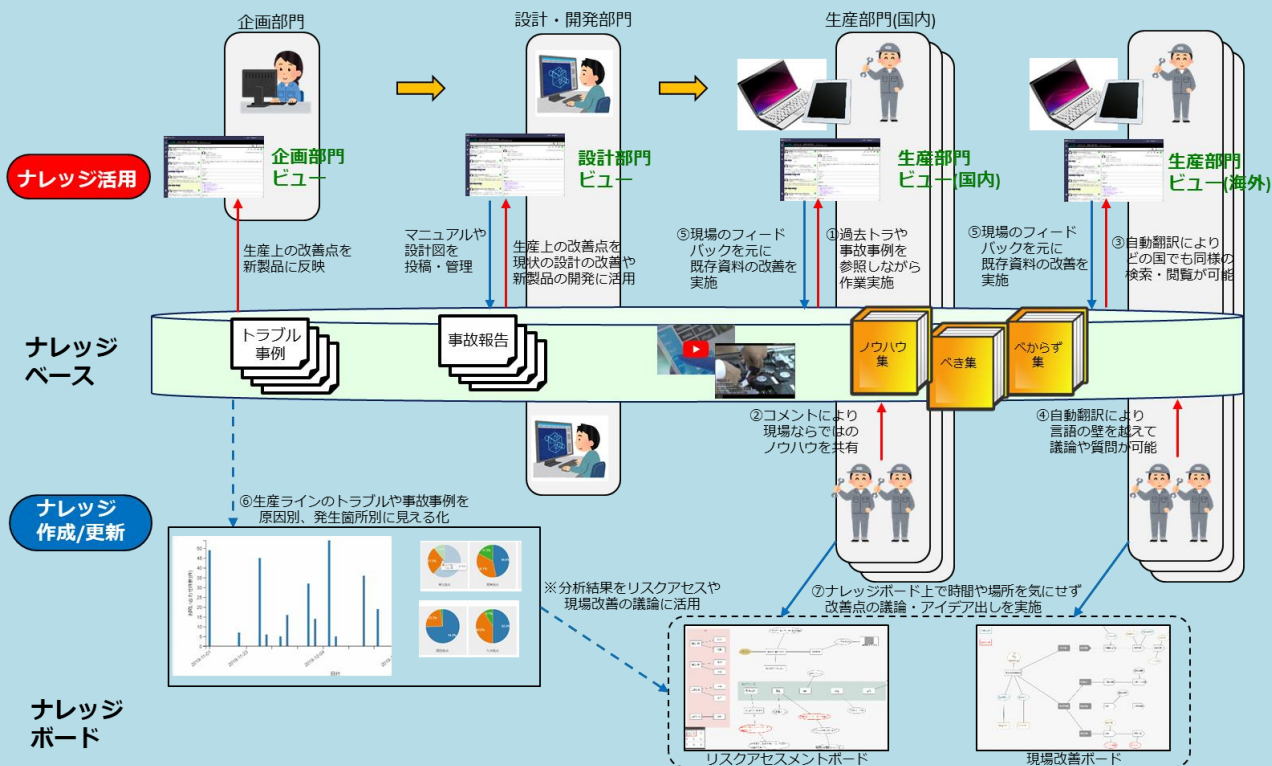 企画部門
設計・開発部門
生産部門(国内)
ナレッジ活用
企画部門
ビュー
設計部門
ビュー
生産部門
ビュー(国内)
生産部門
ビュー(海外)
生産上の改善点を
新製品に反映
マニュアルや
設計図を
投稿・管理
生産上の改善点を
現状の設計の改善や
新製品の開発に活用
⑤現場のフィード
バックを元に
既存資料の改善を
実施
①過去トラや
事故事例を
参照しながら
作業実施
⑤現場のフィード
バックを元に
既存資料の改善を
実施
③自動翻訳により
どの国でも同様の
検索・閲覧が可能
ナレッジ
ベース
トラブル
事例
事故報告
ノウハウ
集
べき集
べからず
集
②コメントにより
現場ならではの
ノウハウを共有
④自動翻訳により
言語の壁を越えて
議論や質問が可能
ナレッジ
作成/更新
⑥生産ラインのトラブルや事故事例を
原因別、発生箇所別に見える化
50
45
40
35
30
25
20
15
10
5
0
2019-11-01
日付
※分析結果をリスクアセスや
現場改善の議論に活用
⑦ナレッジボード上で時間や場所を気にせず
改善点の議論・アイデア出しを実施
ナレッジ
ボード
リスクアセスメントボード
現場改善ボード